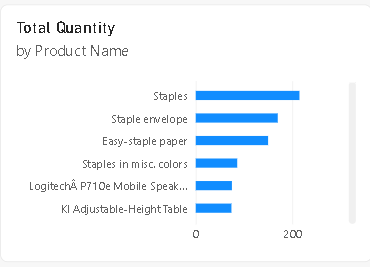 Total Quantity
by Product Name
Staples
Staple envelope
Easy-staple paper
Staples in misc. colors
LogitechÂ P710e Mobile Speak...
KI Adjustable-Height Table
0 200